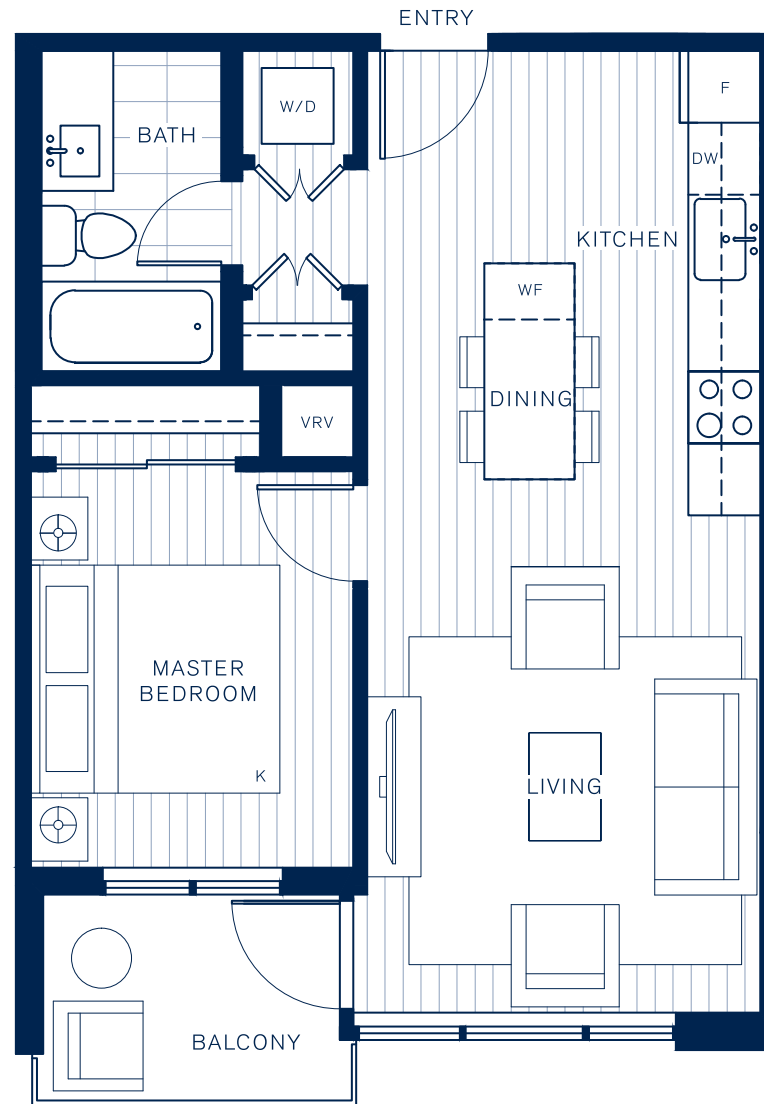 ENTRY
W/D
F
BATH
DW
KITCHEN
WF
DINING
VRV
MASTER
BEDROOM
K
LIVING
BALCONY